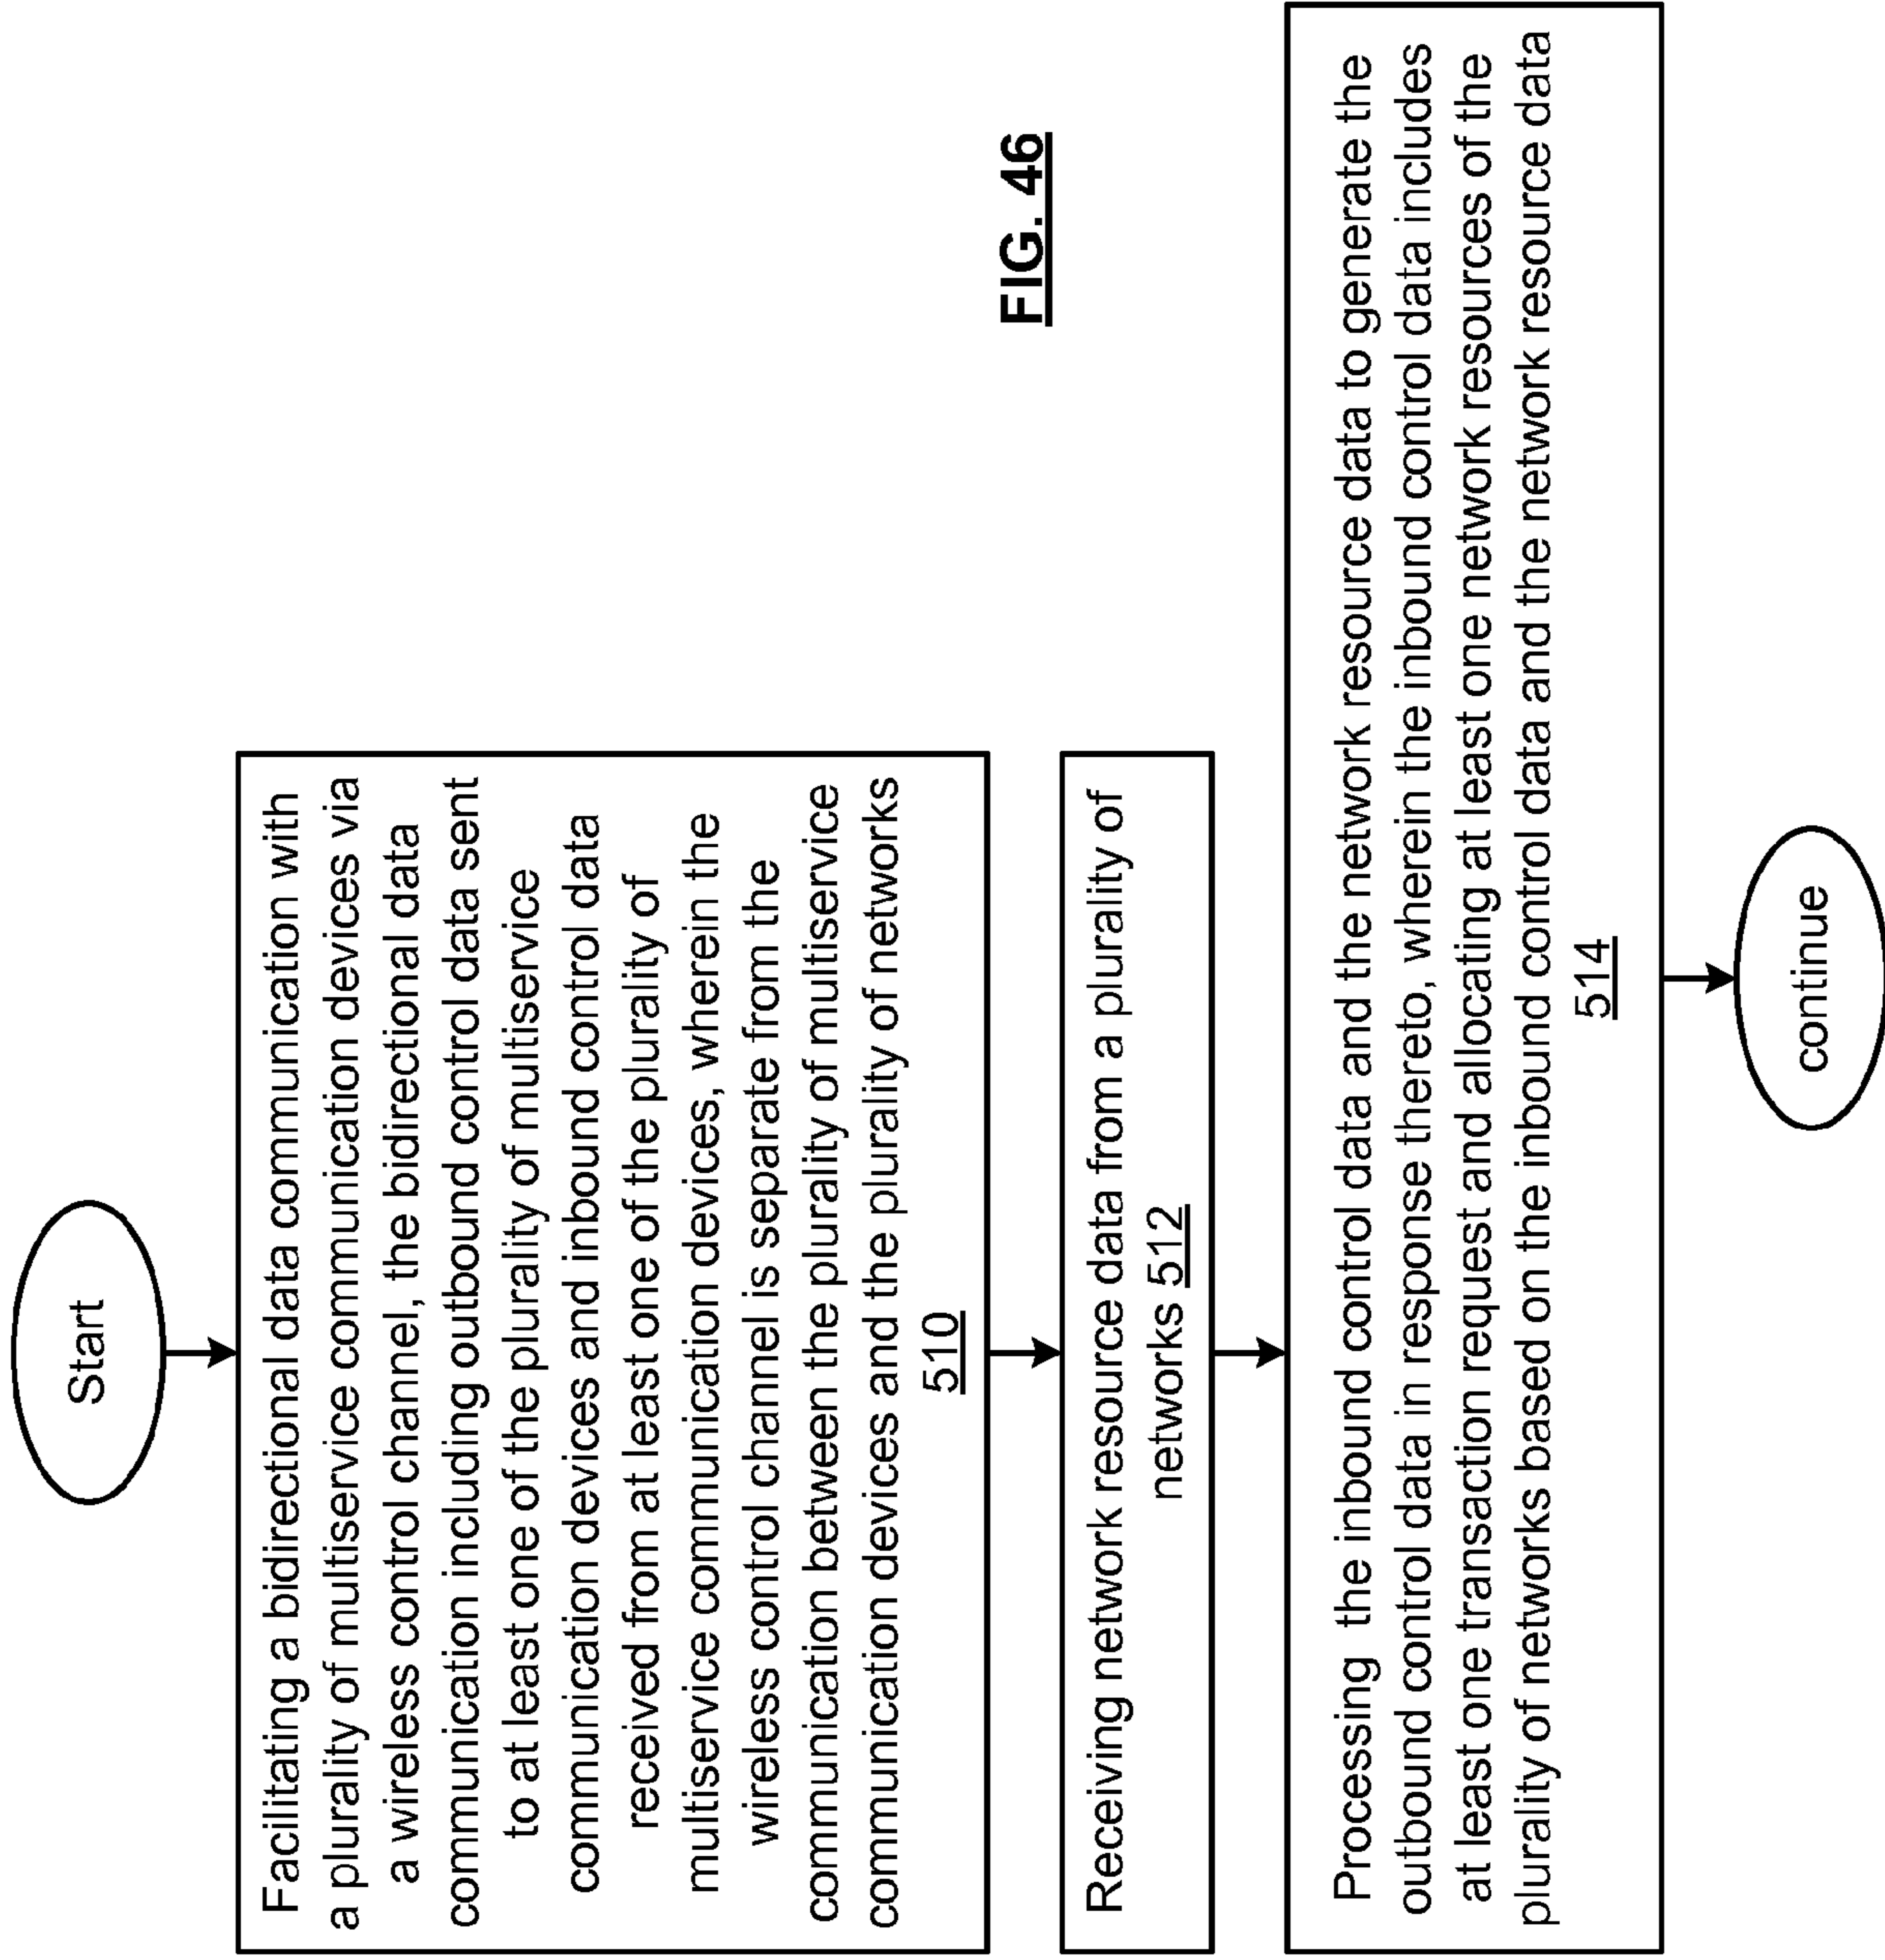 Start
Facilitating a bidirectional data communication with
a plurality of multiservice communication devices via
a wireless control channel, the bidirectional data
communication including outbound control data sent
to at least one of the plurality of multiservice
communication devices and inbound control data
received from at least one of the plurality of
multiservice communication devices, wherein the
wireless control channel is separate from the
communication between the plurality of multiservice
communication devices and the plurality of networks
510
Receiving network resource data from a plurality of
networks 512
Processing the inbound control data and the network resource data to generate the
outbound control data in response thereto, wherein the inbound control data includes
at least one transaction request and allocating at least one network resources of the
plurality of networks based on the inbound control data and the network resource data
514
continue
FIG. 46